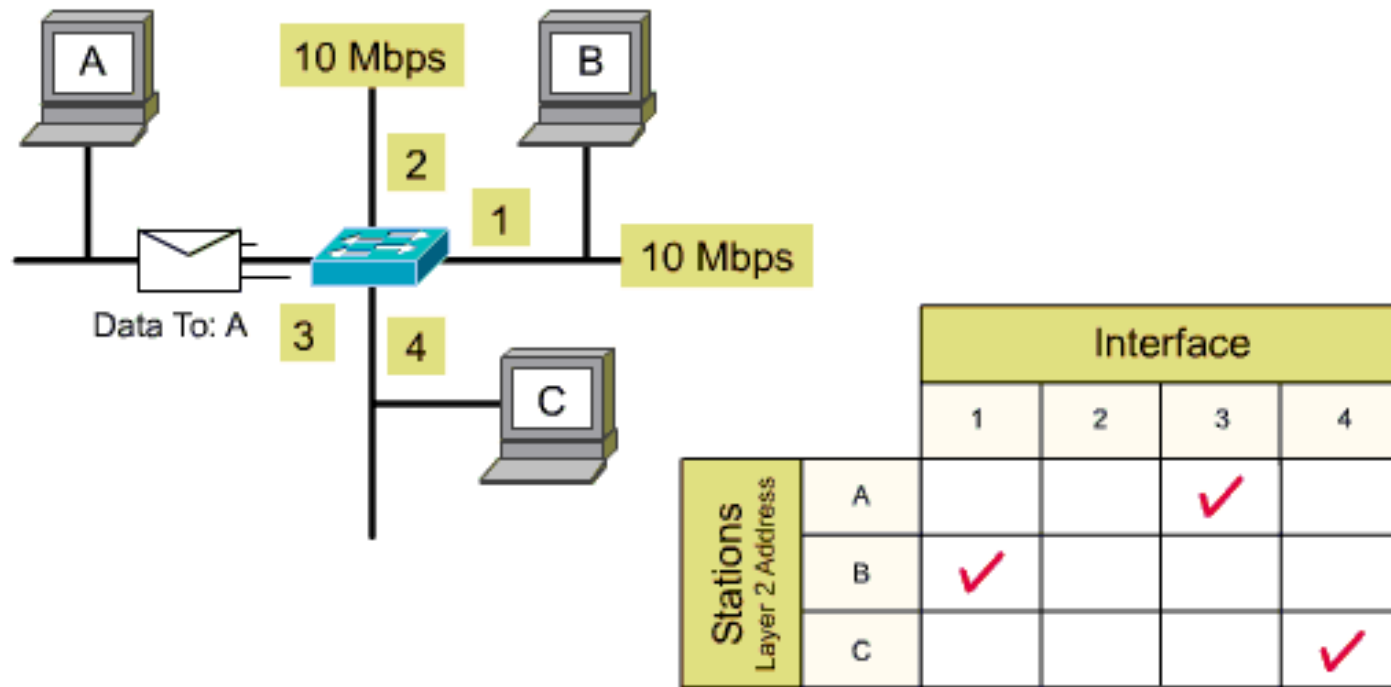 A
10 Mbps
B
2
1
10 Mbps
Data To: A
3
4
C
Interface
1 2 3 4
Stations
Layer 2 Address
A
B
C